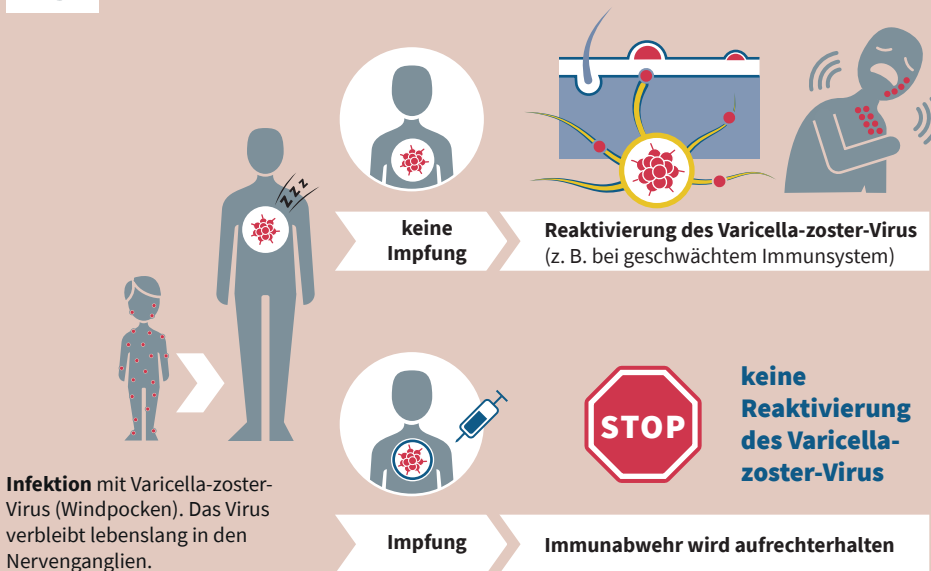 zzz
keine
Impfung
Reaktivierung des Varicella-zoster-Virus
(z. B. bei geschwächtem Immunsystem)
Infektion mit Varicella-zoster-
Virus (Windpocken). Das Virus
verbleibt lebenslang in den
Nervenganglien.
STOP
keine
Reaktivierung
des Varicella-
zoster-Virus
Impfung
Immunabwehr wird aufrechterhalten